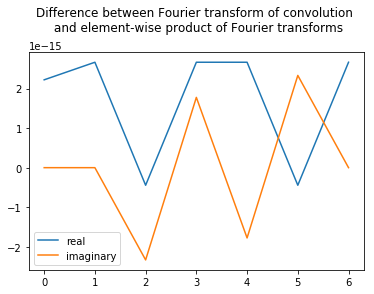 Difference between Fourier transform of convolution
and element-wise product of Fourier transforms
1e−15
2
1
0
−1
−2
real
imaginary
0 1 2 3 4 5 6